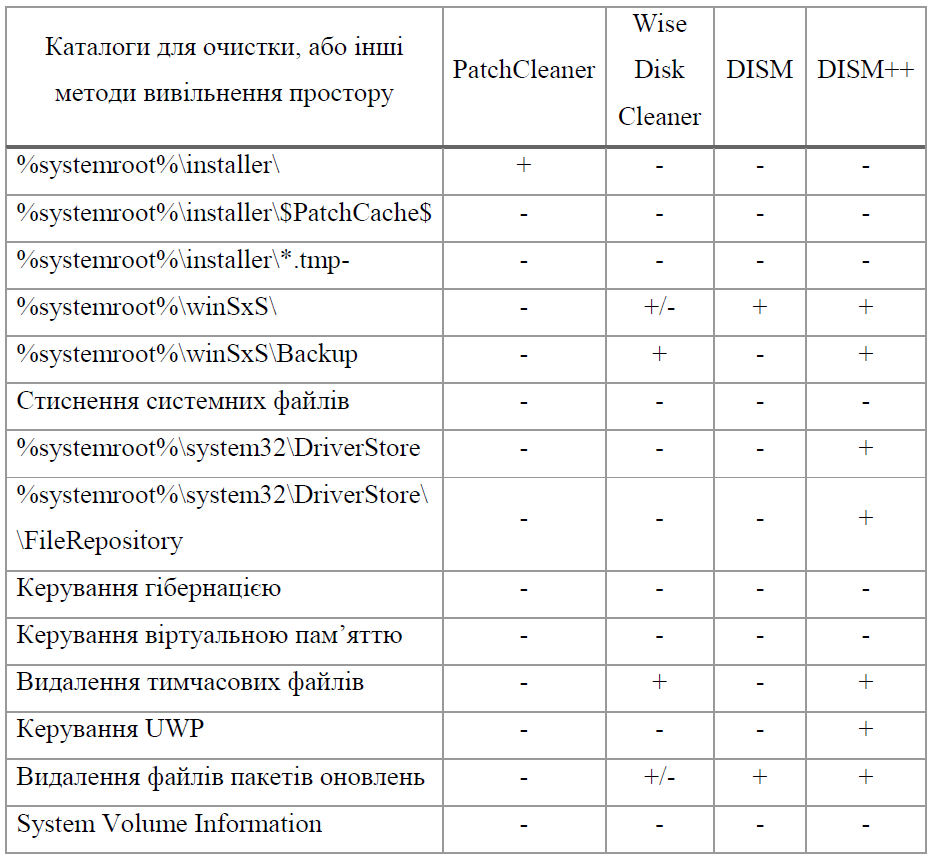 Каталоги для очистки, або інші
методи вивільнення простору
PatchCleaner
Wise
Disk
Cleaner
DISM
DISM++
%systemroot%\installer\ + - - -
%systemroot%\installer\$PatchCache$ - - - -
%systemroot%\installer\*.tmp- - - - -
%systemroot%\winSxS\ - +/- + +
%systemroot%\winSxS\Backup - + - +
Стиснення системних файлів - - - -
%systemroot%\system32\DriverStore - - - +
%systemroot%\system32\DriverStore\
\FileRepository - - - +
Керування гібернацією - - - -
Керування віртуальною пам’яттю - - - -
Видалення тимчасових файлів - + - +
Керування UWP - - - +
Видалення файлів пакетів оновлень - +/- + +
System Volume Information - - - -